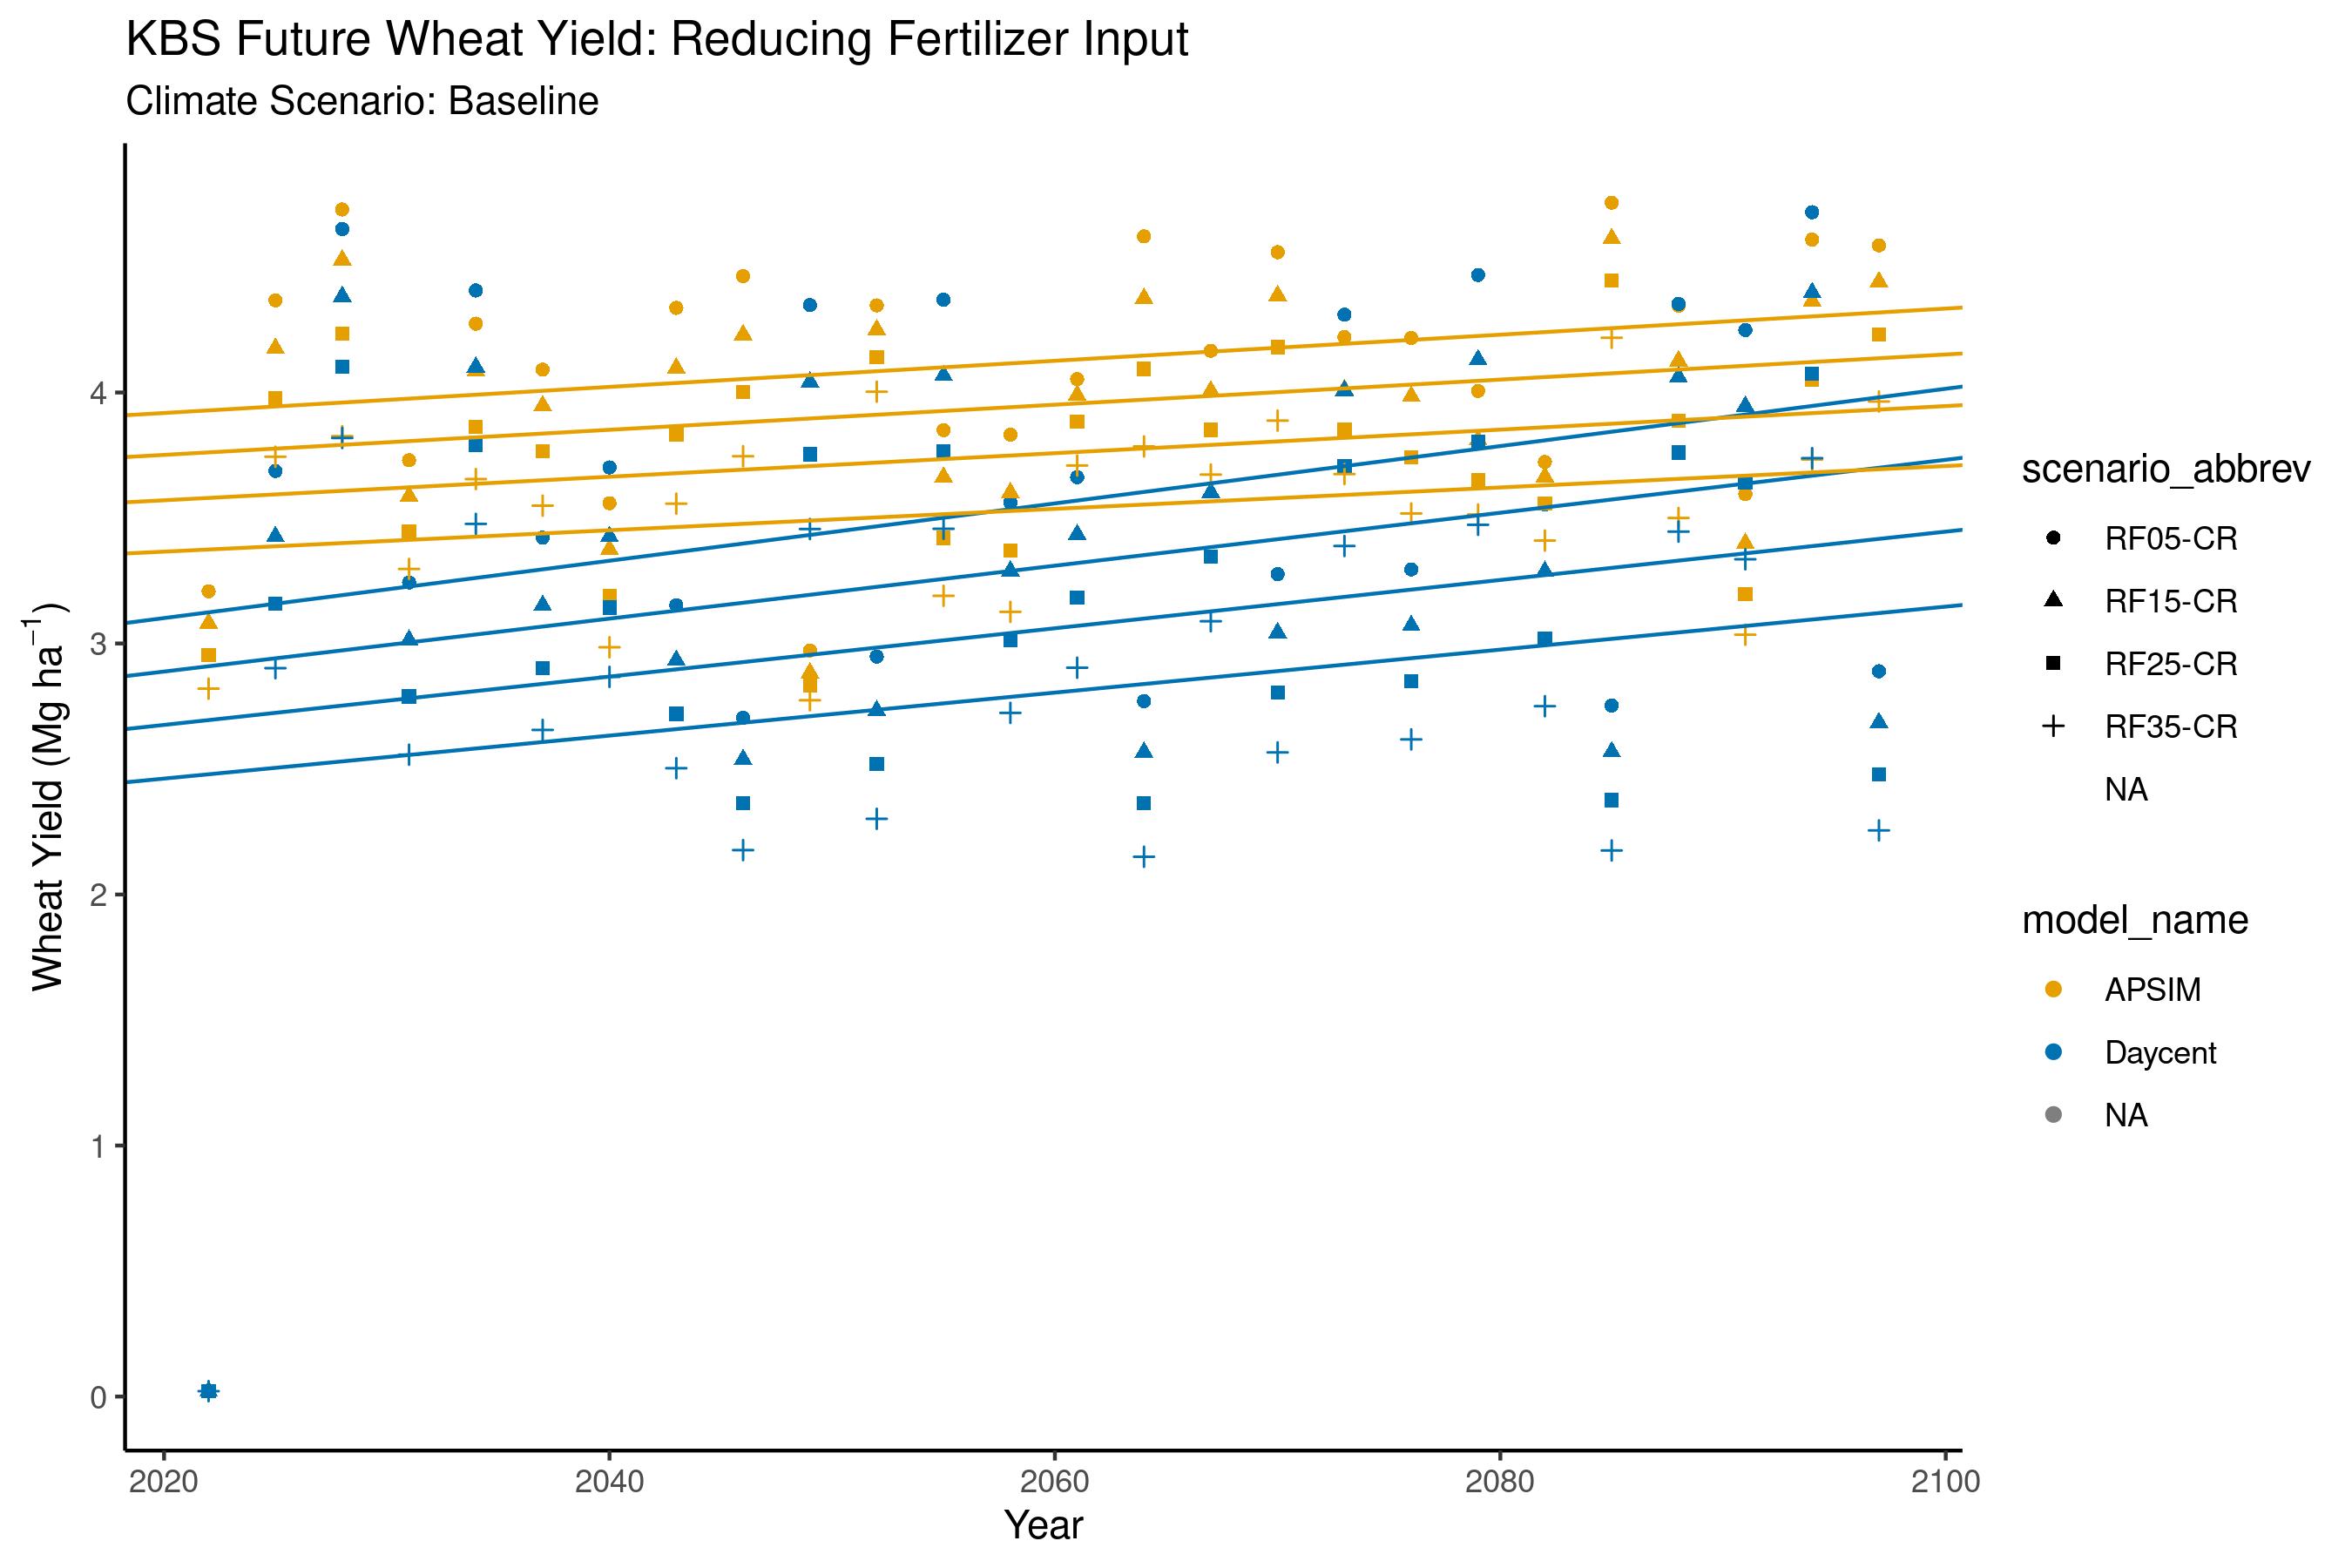 KBS Future Wheat Yield: Reducing Fertilizer Input
Climate Scenario: Baseline
Wheat Yield (Mg ha⁻¹)
4
3
2
1
0
2020
2040
2060
2080
2100
Year
scenario_abbrev
RF05-CR
RF15-CR
RF25-CR
RF35-CR
NA
model_name
APSIM
Daycent
NA